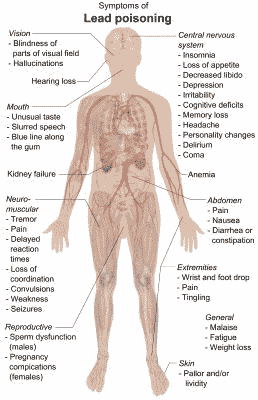 Symptoms of
Lead poisoning
Vision
- Blindness of
parts of visual field
- Hallucinations
Hearing loss
Mouth
- Unusual taste
- Slurred speech
- Blue line along
the gum
Kidney failure
Neuro-
muscular
- Tremor
- Pain
- Delayed
reaction
times
- Loss of
coordination
- Convulsions
- Weakness
- Seizures
Reproductive
- Sperm dysfunction
(males)
- Pregnancy
compications
(females)
Central nervous
system
- Insomnia
- Loss of appetite
- Decreased libido
- Depression
- Irritability
- Cognitive deficits
- Memory loss
- Headache
- Personality changes
- Delirium
- Coma
Anemia
Abdomen
- Pain
- Nausea
- Diarrhea or
constipation
Extremities
- Wrist and foot drop
- Pain
- Tingling
General
- Malaise
- Fatigue
- Weight loss
Skin
- Pallor and/or
lividity